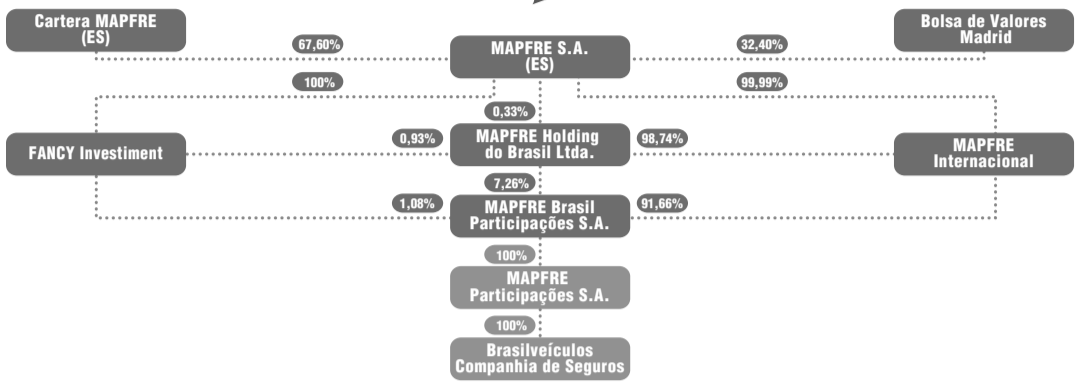 Cartera MAPFRE
(ES)
Bolsa de Valores
Madrid
67,60%
MAPFRE S.A.
(ES)
32,40%
100%
99,99%
0,33%
FANCY Investiment
0,93%
MAPFRE Holding
do Brasil Ltda.
98,74%
MAPFRE
Internacional
7,26%
1,08%
MAPFRE Brasil
Participações S.A.
91,66%
100%
MAPFRE
Participações S.A.
100%
Brasilveículos
Companhia de Seguros